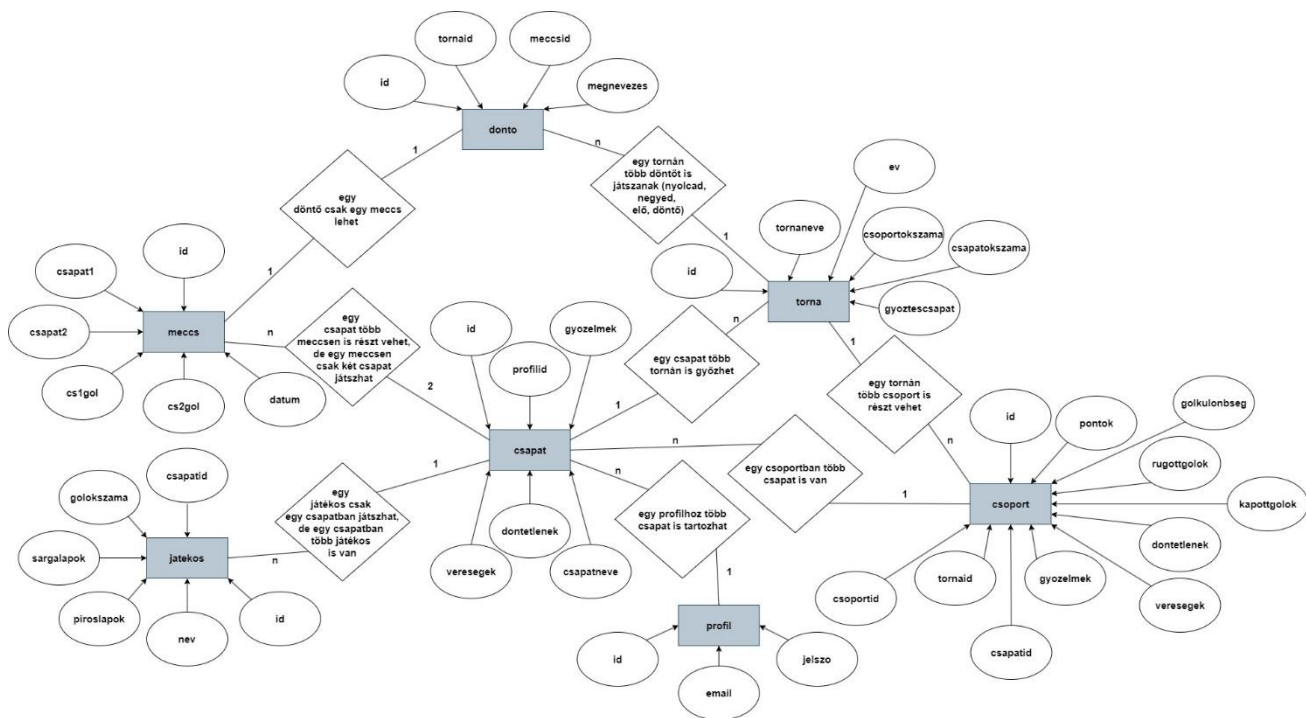 tornaid
meccsid
id
megnevezes
donto
1
n
egy
döntő csak egy meccs
lehet
egy tornán
több döntőt is
játszanak (nyolcad,
negyed,
elő, döntő)
ev
1
1
tornaneve
csoportokszama
csapatokszama
id
torna
gyoztescsapat
id
csapat1
csapat2
meccs
cs1gol
cs2gol
datum
n
egy
csapat több
meccsen is részt vehet,
de egy meccsen
csak két csapat
játszhat
2
id
gyozelmek
profilid
n
egy csapat több
tornán is győzhet
1
1
egy tornán
több csoport is
részt vehet
n
csapat
n
egy csoportban több
csapat is van
1
id
pontok
golkulonbseg
rugottgolok
kapottgolok
csoport
dontetlenek
veresegek
gyozelmek
csapatid
tornaid
csoportid
csapatid
golokszama
sargalapok
jatekos
piroslapok
nev
id
n
egy
játékos csak
egy csapatban játszhat,
de egy csapatban
több játékos
is van
1
veresegek
dontetlenek
csapatneve
n
egy profilhoz több
csapat is tartozhat
1
profil
id
email
jelszo